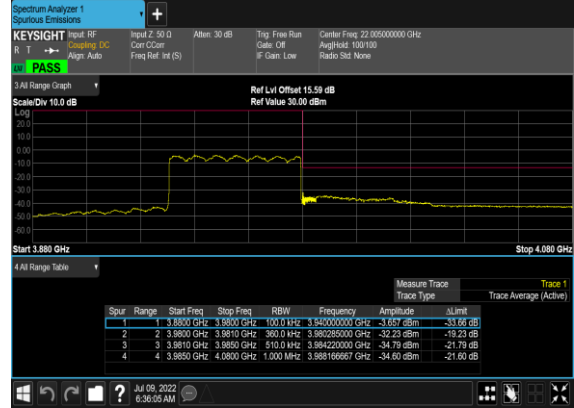 Spectrum Analyzer 1
Spurious Emissions
KEYSIGHT Input: RF Input Z: 50 Ω Atten: 30 dB Trig: Free Run Center Freq: 22.005000000 GHz
R T Coupling: DC Corr CCorr Gate: Off Avg|Hold: 100/100
Align: Auto Freq Ref: Int (S) IF Gain: Low Radio Std: None
PASS
3 All Range Graph
Ref Lvl Offset 15.59 dB
Scale/Div 10.0 dB Ref Value 30.00 dBm
Log
20.0
10.0
0.00
-10.0
-20.0
-30.0
-40.0
-50.0
-60.0
Start 3.880 GHz Stop 4.080 GHz
4 All Range Table
Measure Trace Trace 1
Trace Type Trace Average (Active)
Spur Range Start Freq Stop Freq RBW Frequency Amplitude ΔLimit
1 1 3.8800 GHz 3.9800 GHz 100.0 kHz 3.940000000 GHz -3.657 dBm -33.66 dB
2 2 3.9800 GHz 3.9810 GHz 360.0 kHz 3.980285000 GHz -32.23 dBm -19.23 dB
3 3 3.9810 GHz 3.9850 GHz 510.0 kHz 3.984220000 GHz -34.79 dBm -21.79 dB
4 4 3.9850 GHz 4.0800 GHz 1.000 MHz 3.988166667 GHz -34.60 dBm -21.60 dB
Jul 09, 2022
6:36:05 AM